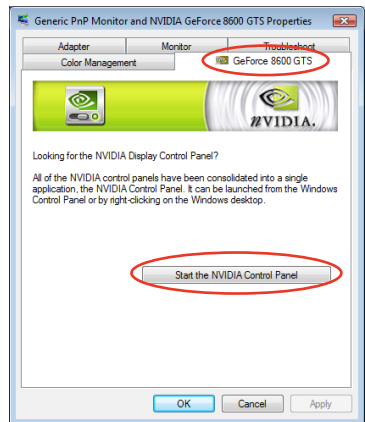 Generic PnP Monitor and NVIDIA GeForce 8600 GTS Properties
Adapter Monitor Troubleshoot
Color Management GeForce 8600 GTS
NVIDIA.
Looking for the NVIDIA Display Control Panel?
All of the NVIDIA control panels have been consolidated into a single
application, the NVIDIA Control Panel. It can be launched from the Windows
Control Panel or by right-clicking on the Windows desktop.
Start the NVIDIA Control Panel
OK Cancel Apply